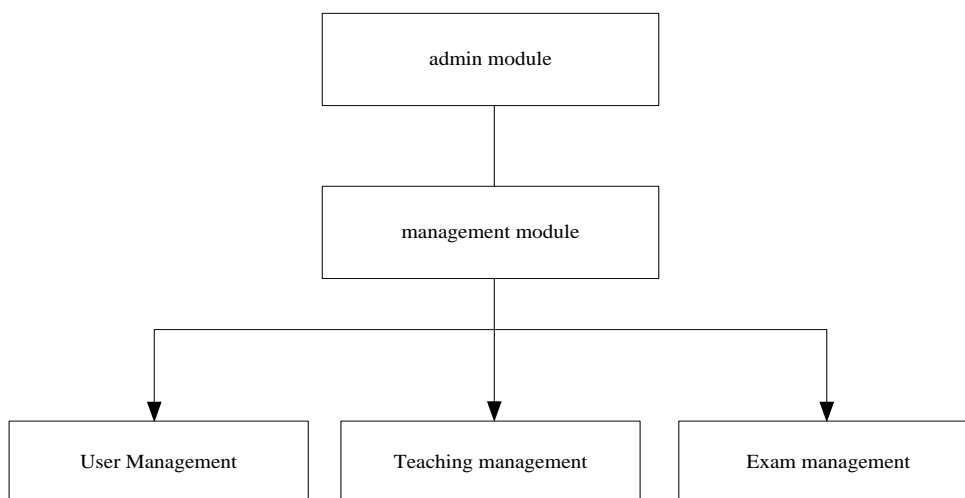 admin module
management module
User Management
Teaching management
Exam management